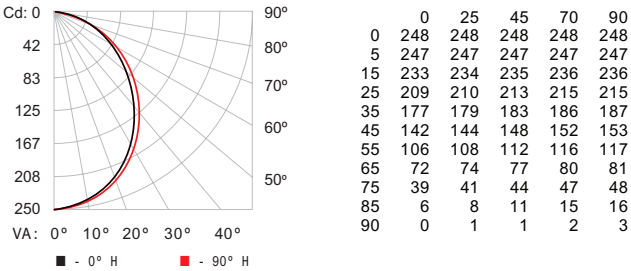 Cd: 0
42
83
125
167
208
250
90º
80º
70º
60º
50º
VA: 0º 10º 20º 30º 40º
- 0º H - 90º H
0 25 45 70 90
0 248 248 248 248 248
5 247 247 247 247 247
15 233 234 235 236 236
25 209 210 213 215 215
35 177 179 183 186 187
45 142 144 148 152 153
55 106 108 112 116 117
65 72 74 77 80 81
75 39 41 44 47 48
85 6 8 11 15 16
90 0 1 1 2 3